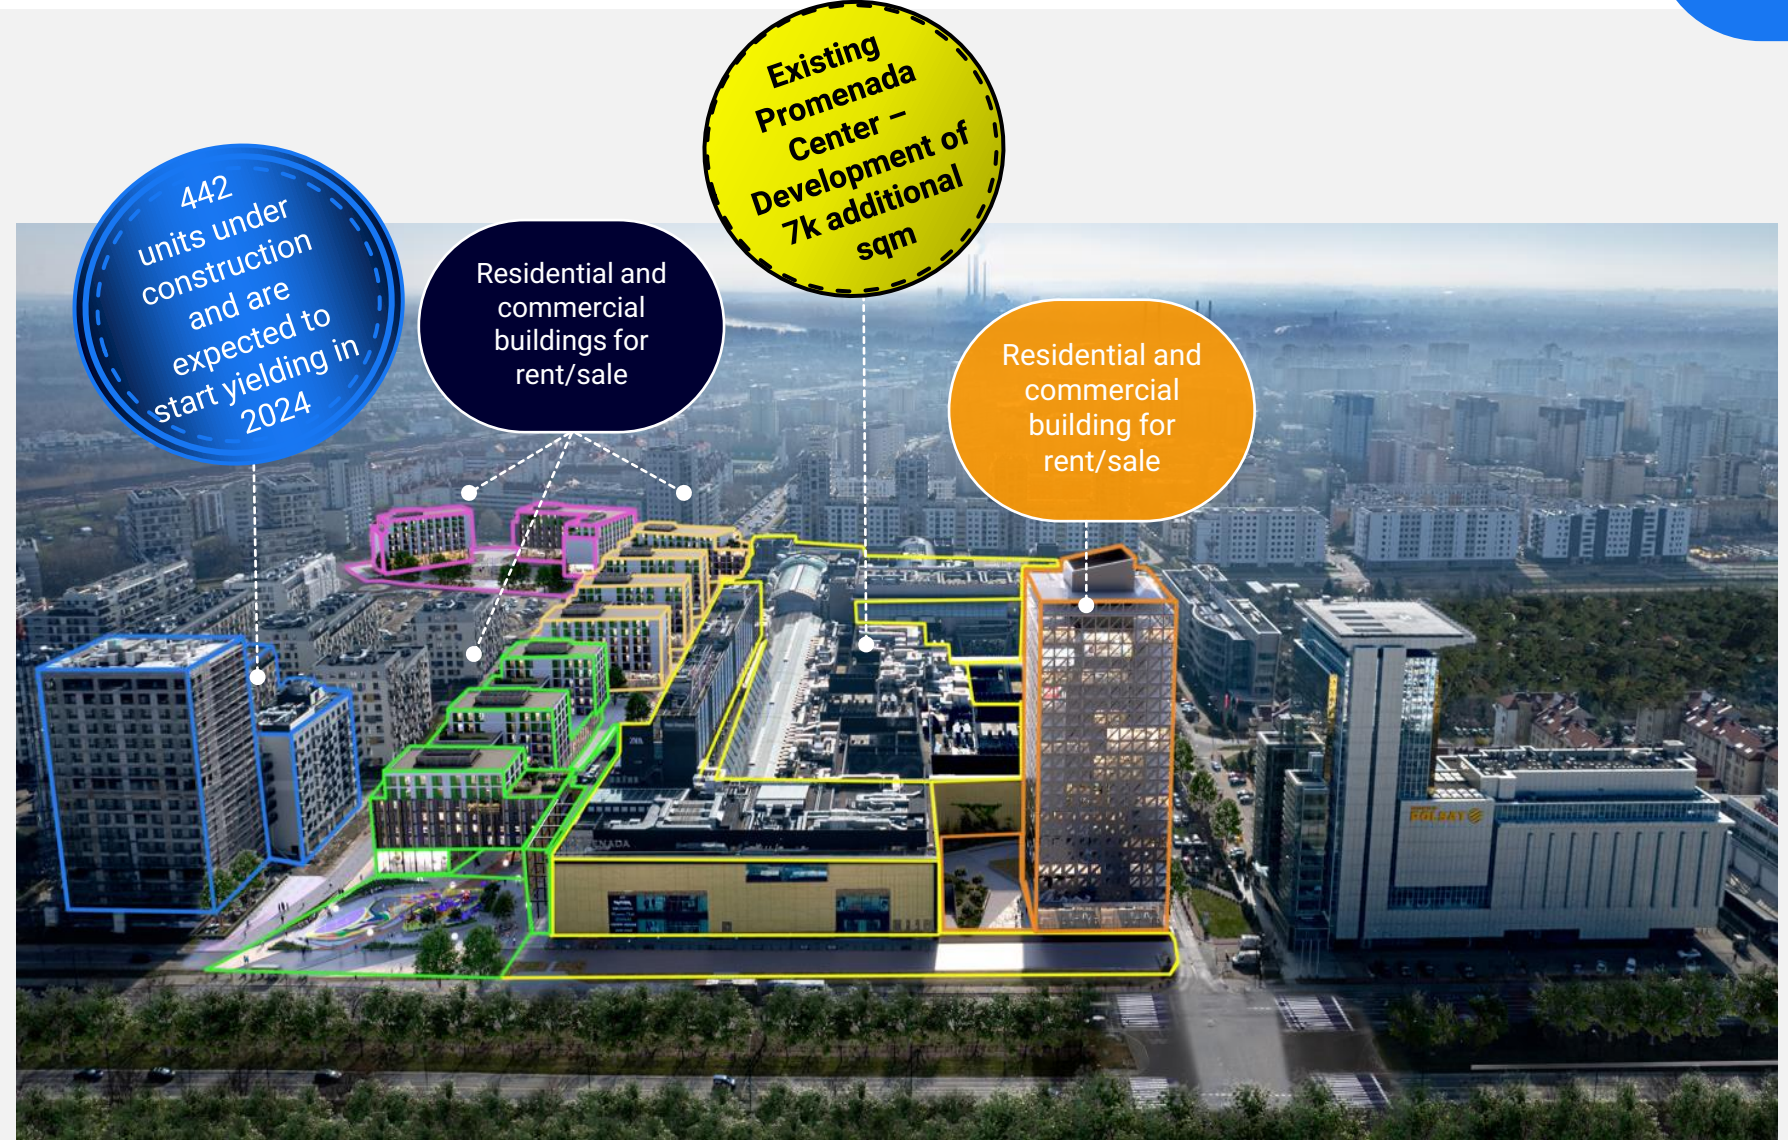 Existing
Promenada
Center –
Development of
7k additional
sqm
442
units under
construction
and are
expected to
start yielding in
2024
Residential and
commercial
buildings for
rent/sale
Residential and
commercial
building for
rent/sale
POLSAT